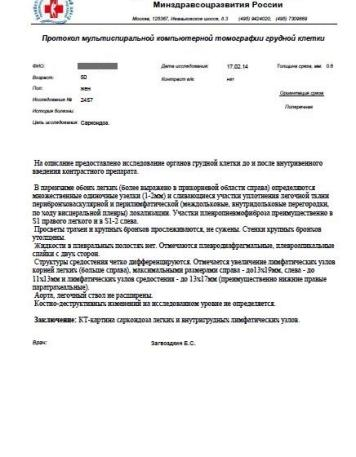 Минздравсоцразвития России
Москва, 125367, Иваньковское шоссе, д.3 (495) 9424020, (495) 7309889
Протокол мультиспиральной компьютерной томографии грудной клетки
ФИО: Дата исследования: 17.02.14 Толщина среза, мм. 0.8
Возраст: 50 Контраст в/в: нет
Пол: жен Ориентация среза:
Исследование № 2457 Поперечная
История болезни:
Цель исследования: Саркоидоз.
На описание предоставлено исследование органов грудной клетки до и после внутривенного
введения контрастного препарата.
В паренхиме обоих легких (более выражено в прикорневой области справа) определяются
множественные одиночные узелки (1-2мм) и сливающиеся участки уплотнения легочной ткани
перибронховаскулярной и перилимфатической (междольковые, внутридольковые перегородки,
по ходу висцеральной плевры) локализации. Участки плевропневмофиброза преимущественно в
S1 правого легкого и в S1-2 слева.
Просветы трахеи и крупных бронхов прослеживаются, не сужены. Стенки крупных бронхов
утолщены.
Жидкости в плевральных полостях нет. Отмечаются плевродиафрагмальные, плеврокостальные
спайки с двух сторон.
Структуры средостения четко дифференцируются. Отмечается увеличение лимфатических узлов
корней легких (больше справа), максимальными размерами справа - до13х19мм, слева - до
11х13мм и лимфатических узлов средостения - до 13х17мм (преимущественно нижние правые
паратрахеальные).
Аорта, легочный ствол не расширены.
Костно-деструктивных изменений на исследованном уровне не определяется.
Заключение: КТ-картина саркоидоза легких и внутригрудных лимфатических узлов.
Врач: Загвоздкин Е.С.